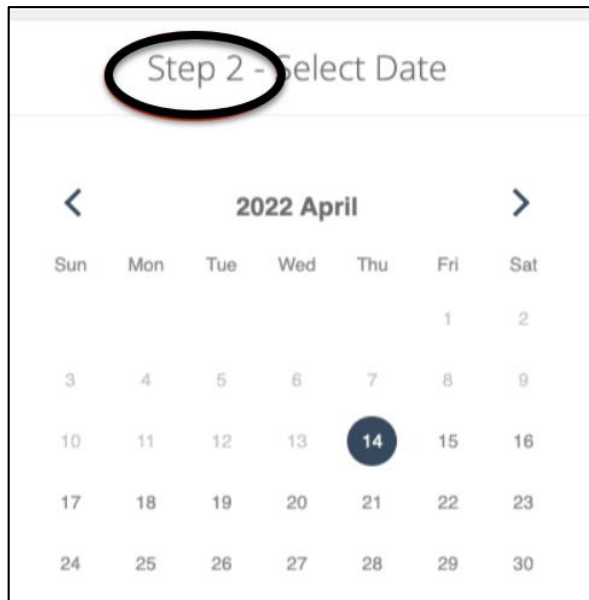 Step 2 - Select Date
2022 April
Sun Mon Tue Wed Thu Fri Sat
1 2
3 4 5 6 7 8 9
10 11 12 13 14 15 16
17 18 19 20 21 22 23
24 25 26 27 28 29 30